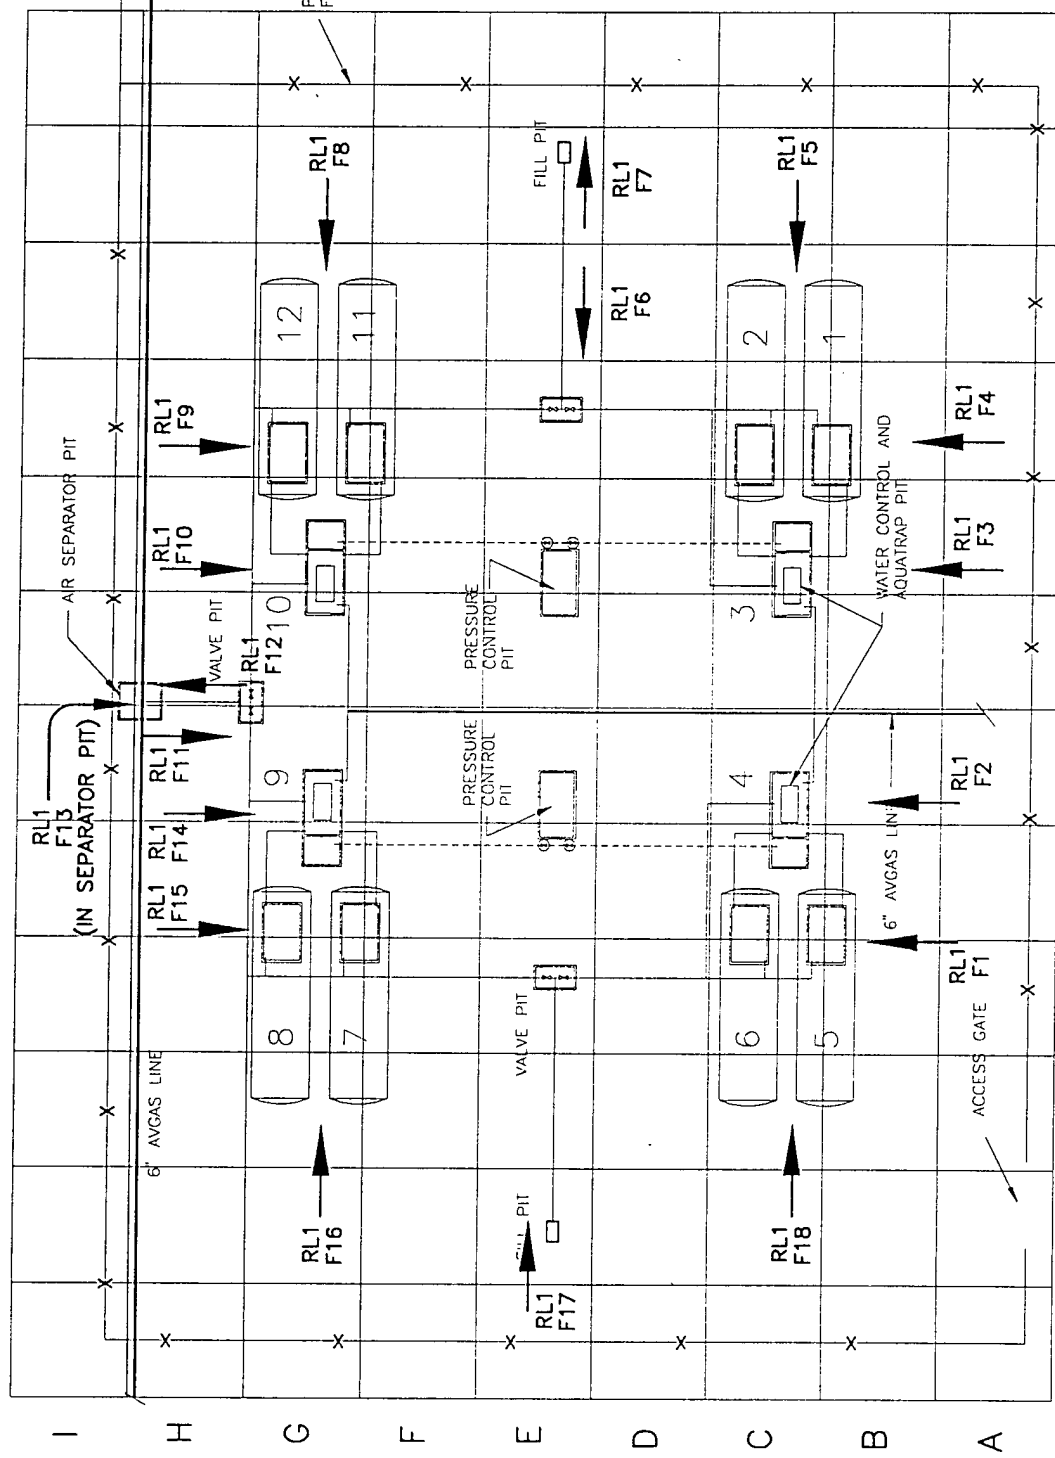 RL1
F13
(IN SEPARATOR PIT)
AIR SEPARATOR PIT
6" AVGAS LINE
RL1
F15
RL1
F14
RL1
F11
RL1
F12
VALVE PIT
RL1
F10
RL1
F9
RL1
F16
8
7
9
10
12
11
RL1
F8
RL1
F17
PIT
VALVE PIT
PRESSURE
CONTROL
PIT
PRESSURE
CONTROL
PIT
FILL PIT
RL1
F6
RL1
F7
RL1
F18
6
5
4
3
2
1
RL1
F5
6" AVGAS LINE
WATER CONTROL AND
AQUATRAP PIT
ACCESS GATE
RL1
F1
RL1
F2
RL1
F3
RL1
F4
I
H
G
F
E
D
C
B
A